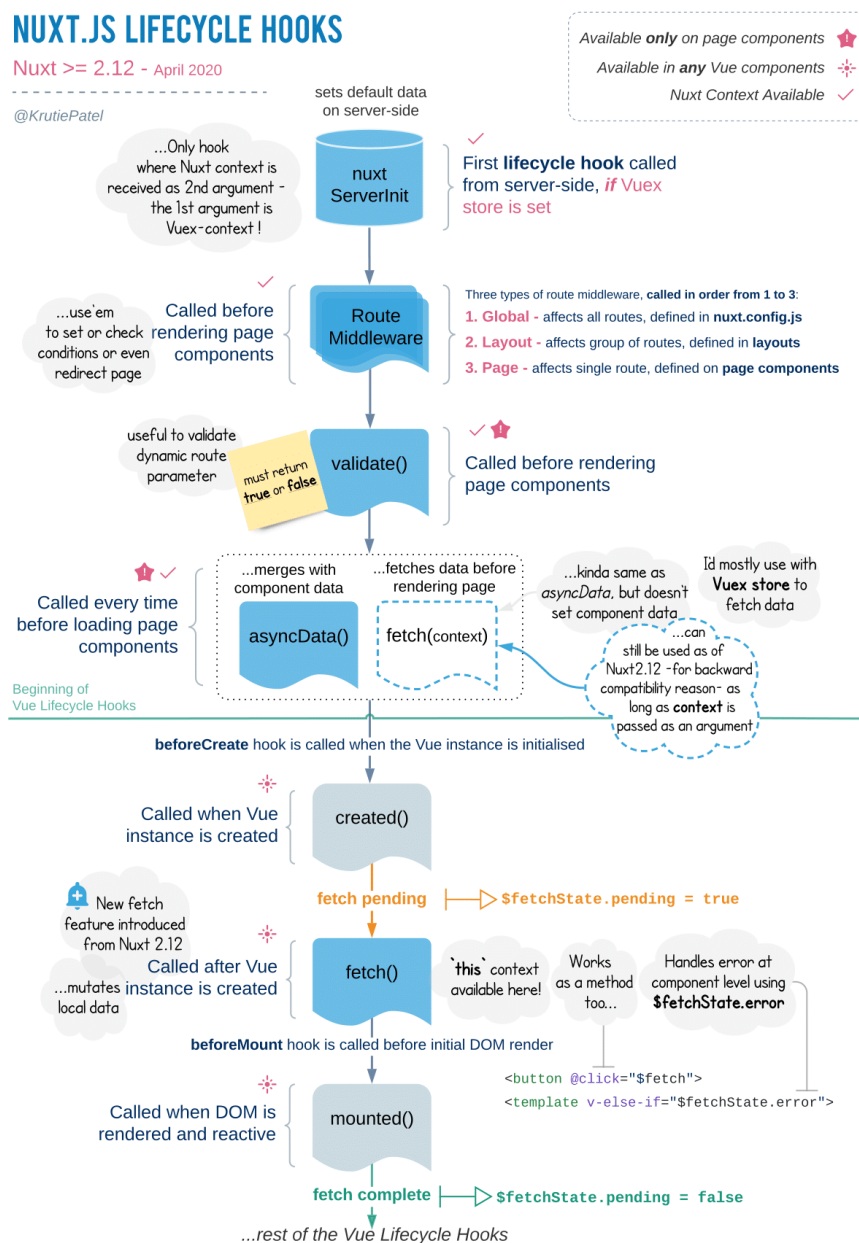 NUXT.JS LIFECYCLE HOOKS
Nuxt >= 2.12 - April 2020
@KrutiePatel
Available only on page components
Available in any Vue components
Nuxt Context Available
sets default data
on server-side
...Only hook
where Nuxt context is
received as 2nd argument -
the 1st argument is
Vuex-context !
nuxt
ServerInit
First lifecycle hook called
from server-side, if Vuex
store is set
...use`em
to set or check
conditions or even
redirect page
Called before
rendering page
components
Route
Middleware
Three types of route middleware, called in order from 1 to 3:
1. Global - affects all routes, defined in nuxt.config.js
2. Layout - affects group of routes, defined in layouts
3. Page - affects single route, defined on page components
useful to validate
dynamic route
parameter
must return
true or false
validate()
Called before rendering
page components
Called every time
before loading page
components
...merges with
component data
asyncData()
...fetches data before
rendering page
fetch(context)
...kinda same as
asyncData, but doesn't
set component data
I'd mostly use with
Vuex store to
fetch data
...can
still be used as of
Nuxt2.12 -for backward
compatibility reason- as
long as context is
passed as an argument
Beginning of
Vue Lifecycle Hooks
beforeCreate hook is called when the Vue instance is initialised
Called when Vue
instance is created
created()
fetch pending
$fetchState.pending = true
New fetch
feature introduced
from Nuxt 2.12
...mutates
local data
Called after Vue
instance is created
fetch()
`this` context
available here!
Works
as a method
too...
Handles error at
component level using
$fetchState.error
beforeMount hook is called before initial DOM render
<button @click="$fetch">
<template v-else-if="$fetchState.error">
Called when DOM is
rendered and reactive
mounted()
fetch complete
$fetchState.pending = false
...rest of the Vue Lifecycle Hooks